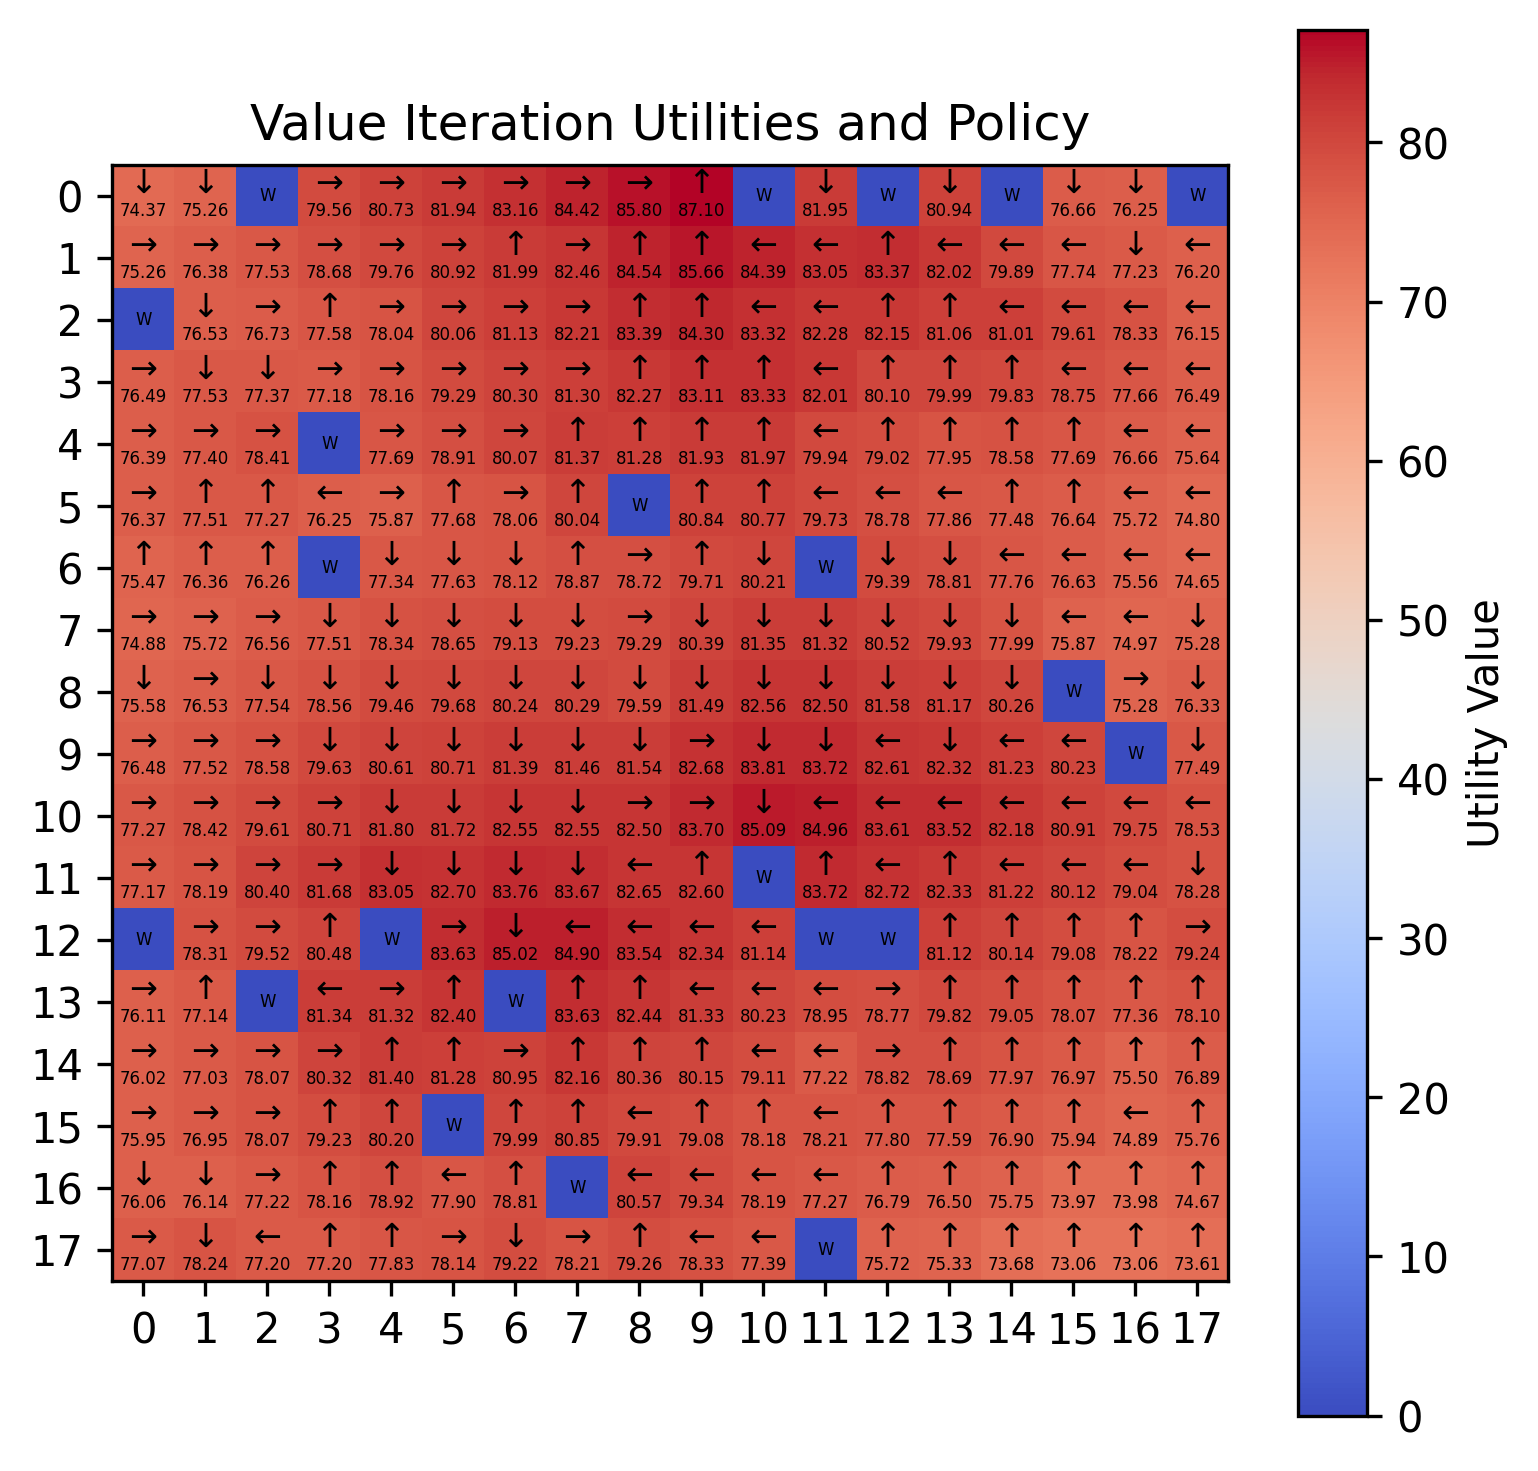 Value Iteration Utilities and Policy
0 ↓ ↓ W → → → → → → ↑ W ↓ W ↓ W ↓ ↓ W
74.37 75.26 79.56 80.73 81.94 83.16 84.42 85.80 87.10 81.95 80.94 76.66 76.25
1 → → → → → → ↑ → ↑ ↑ ← ← ↑ ← ← ← ↓ ←
75.26 76.38 77.53 78.68 79.76 80.92 81.99 82.46 84.54 85.66 84.39 83.05 83.37 82.02 79.89 77.74 77.23 76.20
2 W ↓ → ↑ → → → → ↑ ↑ ← ← ↑ ↑ ← ← ← ←
76.53 76.73 77.58 78.04 80.06 81.13 82.21 83.39 84.30 83.32 82.28 82.15 81.06 81.01 79.61 78.33 76.15
3 → ↓ ↓ → → → → → ↑ ↑ ↑ ← ↑ ↑ ↑ ← ← ←
76.49 77.53 77.37 77.18 78.16 79.29 80.30 81.30 82.27 83.11 83.33 82.01 80.10 79.99 79.83 78.75 77.66 76.49
4 → → → W → → → ↑ ↑ ↑ ↑ ← ↑ ↑ ↑ ↑ ← ←
76.39 77.40 78.41 77.69 78.91 80.07 81.37 81.28 81.93 81.97 79.94 79.02 77.95 78.58 77.69 76.66 75.64
5 → ↑ ↑ ← → ↑ → ↑ W ↑ ↑ ← ← ← ↑ ↑ ← ←
76.37 77.51 77.27 76.25 75.87 77.68 78.06 80.04 80.84 80.77 79.73 78.78 77.86 77.48 76.64 75.72 74.80
6 ↑ ↑ ↑ W ↓ ↓ ↓ ↑ → ↑ ↓ W ↓ ↓ ← ← ← ←
75.47 76.36 76.26 77.34 77.63 78.12 78.87 78.72 79.71 80.21 79.39 78.81 77.76 76.63 75.56 74.65
7 → → → ↓ ↓ ↓ ↓ ↓ → ↓ ↓ ↓ ↓ ↓ ↓ ← ← ↓
74.88 75.72 76.56 77.51 78.34 78.65 79.13 79.23 79.29 80.39 81.35 81.32 80.52 79.93 77.99 75.87 74.97 75.28
8 ↓ → ↓ ↓ ↓ ↓ ↓ ↓ ↓ ↓ ↓ ↓ ↓ ↓ ↓ W → ↓
75.58 76.53 77.54 78.56 79.46 79.68 80.24 80.29 79.59 81.49 82.56 82.50 81.58 81.17 80.26 75.28 76.33
9 → → → ↓ ↓ ↓ ↓ ↓ ↓ → ↓ ↓ ← ↓ ← ← W ↓
76.48 77.52 78.58 79.63 80.61 80.71 81.39 81.46 81.54 82.68 83.81 83.72 82.61 82.32 81.23 80.23 77.49
10 → → → → ↓ ↓ ↓ ↓ → → ↓ ← ← ← ← ← ← ←
77.27 78.42 79.61 80.71 81.80 81.72 82.55 82.55 82.50 83.70 85.09 84.96 83.61 83.52 82.18 80.91 79.75 78.53
11 → → → → ↓ ↓ ↓ ↓ ← ↑ W ↑ ← ↑ ← ← ← ↓
77.17 78.19 80.40 81.68 83.05 82.70 83.76 83.67 82.65 82.60 83.72 82.72 82.33 81.22 80.12 79.04 78.28
12 W → → ↑ W → ↓ ← ← ← ← W W ↑ ↑ ↑ ↑ →
78.31 79.52 80.48 83.63 85.02 84.90 83.54 82.34 81.14 81.12 80.14 79.08 78.22 79.24
13 → ↑ W ← → ↑ W ↑ ↑ ← ← ← → ↑ ↑ ↑ ↑ ↑
76.11 77.14 81.34 81.32 82.40 83.63 82.44 81.33 80.23 78.95 78.77 79.82 79.05 78.07 77.36 78.10
14 → → → → ↑ ↑ → ↑ ↑ ↑ ← ← → ↑ ↑ ↑ ↑ ↑
76.02 77.03 78.07 80.32 81.40 81.28 80.95 82.16 80.36 80.15 79.11 77.22 78.82 78.69 77.97 76.97 75.50 76.89
15 → → → ↑ ↑ W ↑ ↑ ← ↑ ↑ ← ↑ ↑ ↑ ↑ ← ↑
75.95 76.95 78.07 79.23 80.20 79.99 80.85 79.91 79.08 78.18 78.21 77.80 77.59 76.90 75.94 74.89 75.76
16 ↓ ↓ → ↑ ↑ ← ↑ W ← ← ← ← ↑ ↑ ↑ ↑ ↑ ↑
76.06 76.14 77.22 78.16 78.92 77.90 78.81 80.57 79.34 78.19 77.27 76.79 76.50 75.75 73.97 73.98 74.67
17 → ↓ ← ↑ ↑ → ↓ → ↑ ← ← W ↑ ↑ ↑ ↑ ↑ ↑
77.07 78.24 77.20 77.20 77.83 78.14 79.22 78.21 79.26 78.33 77.39 75.72 75.33 73.68 73.06 73.06 73.61
0 1 2 3 4 5 6 7 8 9 10 11 12 13 14 15 16 17
80
70
60
50
40
30
20
10
0
Utility Value